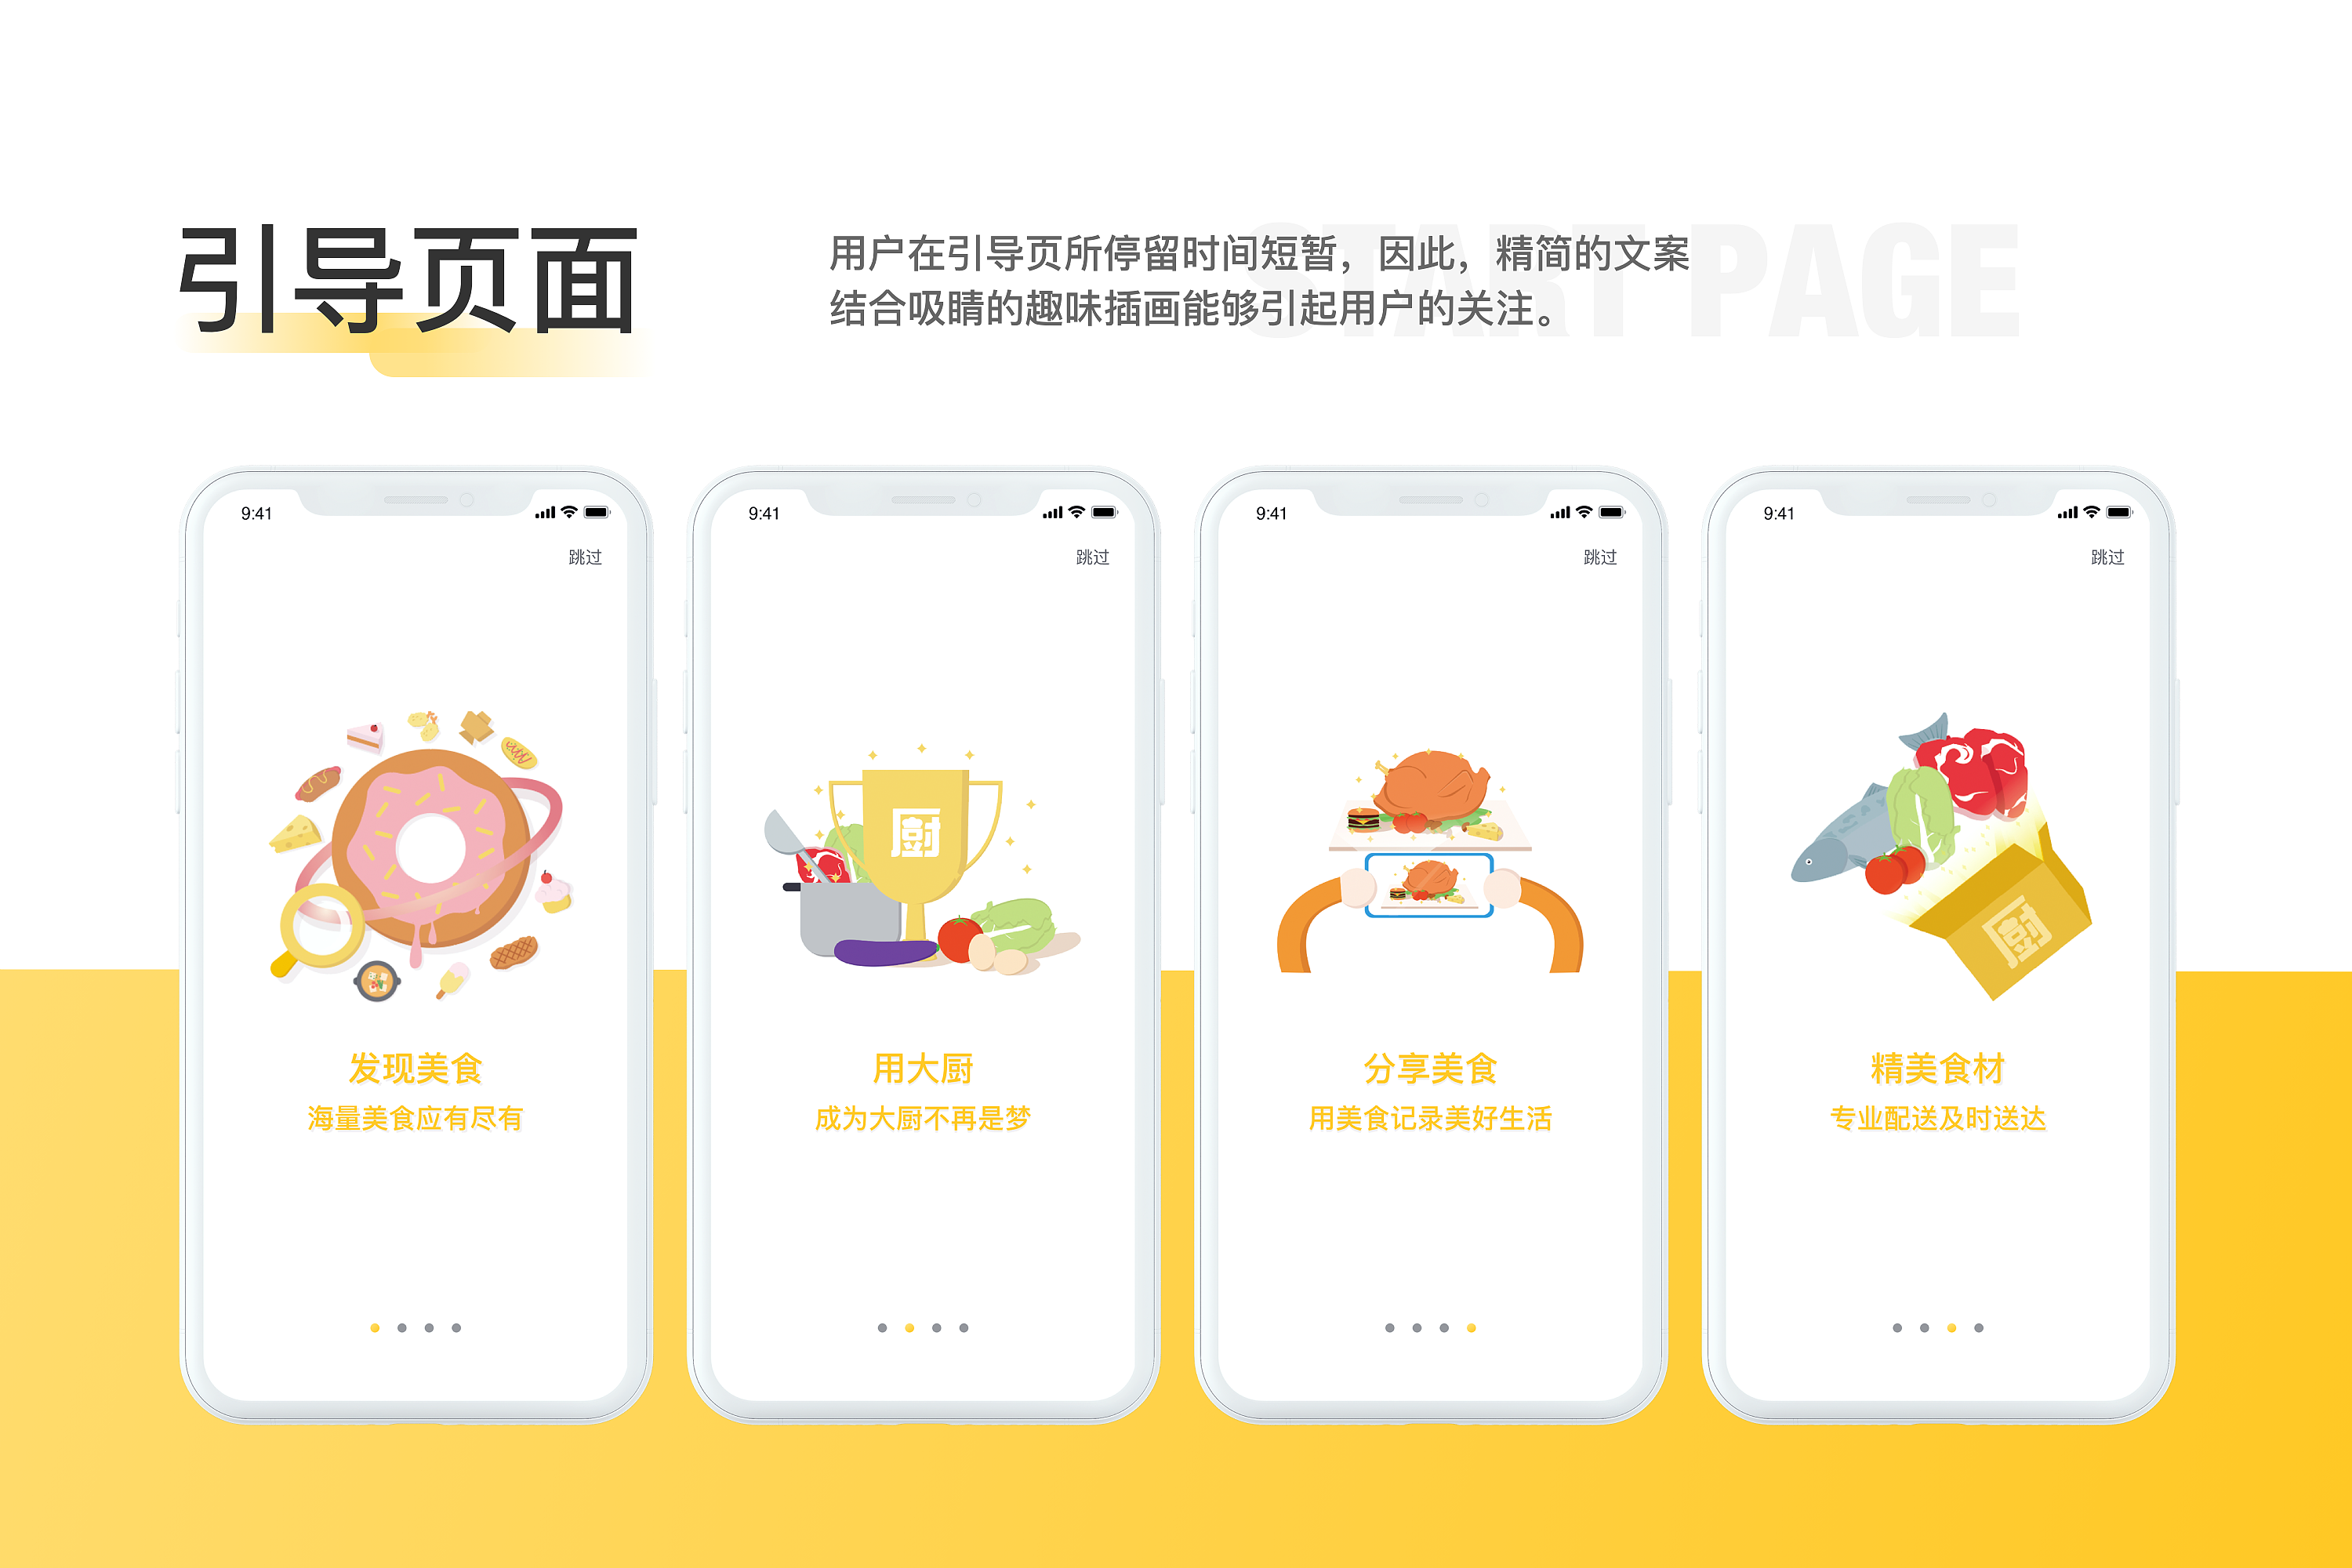 引导页面
START PAGE
用户在引导页所停留时间短暂，因此，精简的文案
结合吸睛的趣味插画能够引起用户的关注。
9:41
跳过
发现美食
海量美食应有尽有
9:41
跳过
厨
用大厨
成为大厨不再是梦
9:41
跳过
分享美食
用美食记录美好生活
9:41
跳过
厨
精美食材
专业配送及时送达